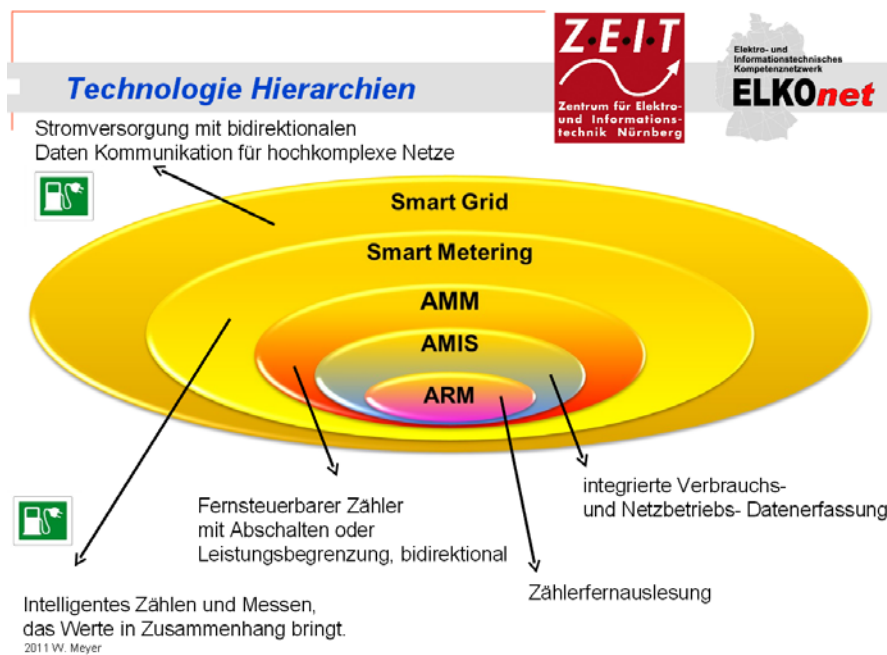 Z·E·I·T
Zentrum für Elektro-
und Informations-
technik Nürnberg
Elektro- und
Informationstechnisches
Kompetenznetzwerk
ELKOnet
Technologie Hierarchien
Stromversorgung mit bidirektionalen
Daten Kommunikation für hochkomplexe Netze
Smart Grid
Smart Metering
AMM
AMIS
ARM
integrierte Verbrauchs-
und Netzbetriebs- Datenerfassung
Fernsteuerbarer Zähler
mit Abschalten oder
Leistungsbegrenzung, bidirektional
Zählerfernauslesung
Intelligentes Zählen und Messen,
das Werte in Zusammenhang bringt.
2011 W. Meyer